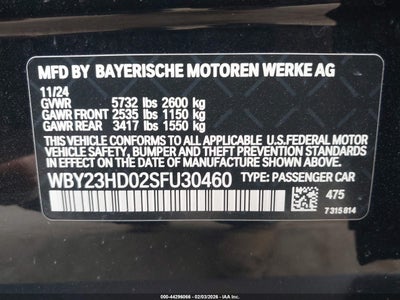 MFD BY BAYERISCHE MOTOREN WERKE AG
11/24
GVWR 5732 lbs 2600 kg
GAWR FRONT 2535 lbs 1150 kg
GAWR REAR 3417 lbs 1550 kg
THIS VEHICLE CONFORMS TO ALL APPLICABLE U.S.FEDERAL MOTOR
VEHICLE SAFETY,BUMPER,AND THEFT PREVENTION STANDARDS
IN EFFECT ON THE DATE OF MANUFACTURE SHOWN ABOVE.
WBY23HD02SFU30460 TYPE: PASSENGER CAR
475
7315814
000-44296066 - 02/03/2026 - IAA Inc.